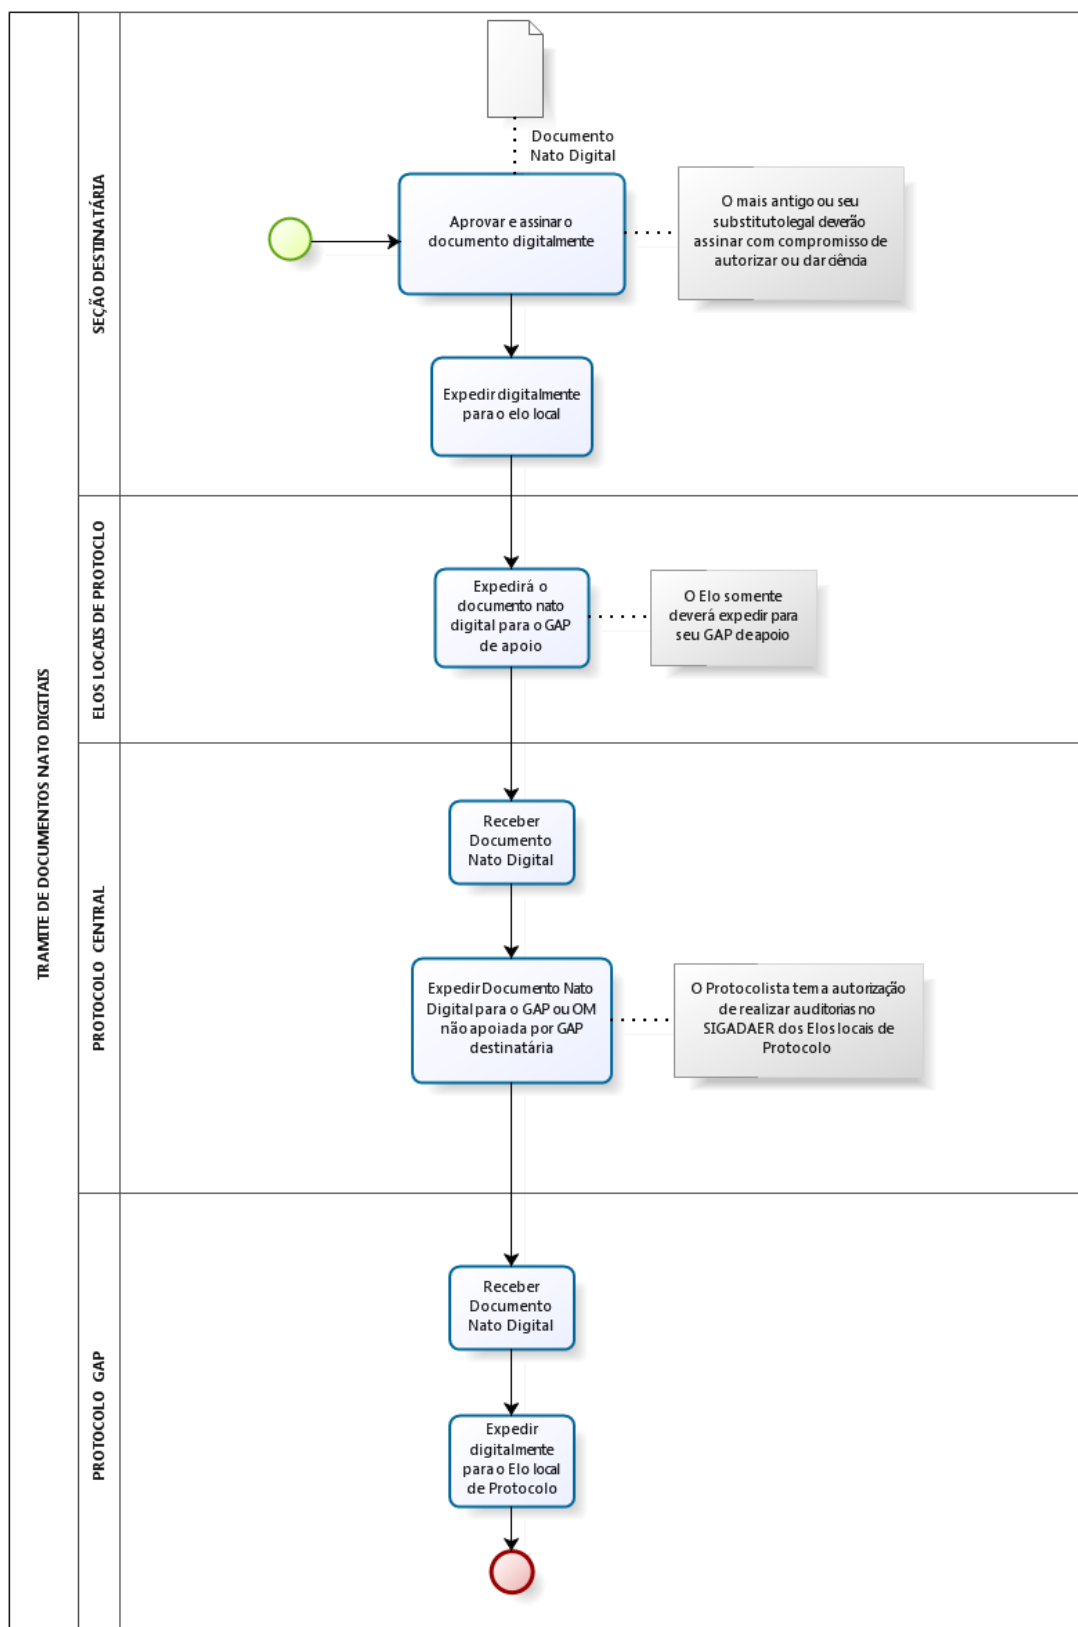 TRAMITE DE DOCUMENTOS NATO DIGITAIS
SEÇÃO DESTINATÁRIA
Documento
Nato Digital
Aprovar e assinar o
documento digitalmente
O mais antigo ou seu
substituto legal deverão
assinar com compromisso de
autorizar ou dar ciência
Expedir digitalmente
para o elo local
ELOS LOCAIS DE PROTOCLO
Expedirá o
documento nato
digital para o GAP
de apoio
O Elo somente
deverá expedir para
seu GAP de apoio
PROTOCOLO CENTRAL
Receber
Documento
Nato Digital
Expedir Documento Nato
Digital para o GAP ou OM
não apoiada por GAP
destinatária
O Protocolista tem a autorização
de realizar auditorias no
SIGADAER dos Elos locais de
Protocolo
PROTOCOLO GAP
Receber
Documento
Nato Digital
Expedir
digitalmente
para o Elo local
de Protocolo